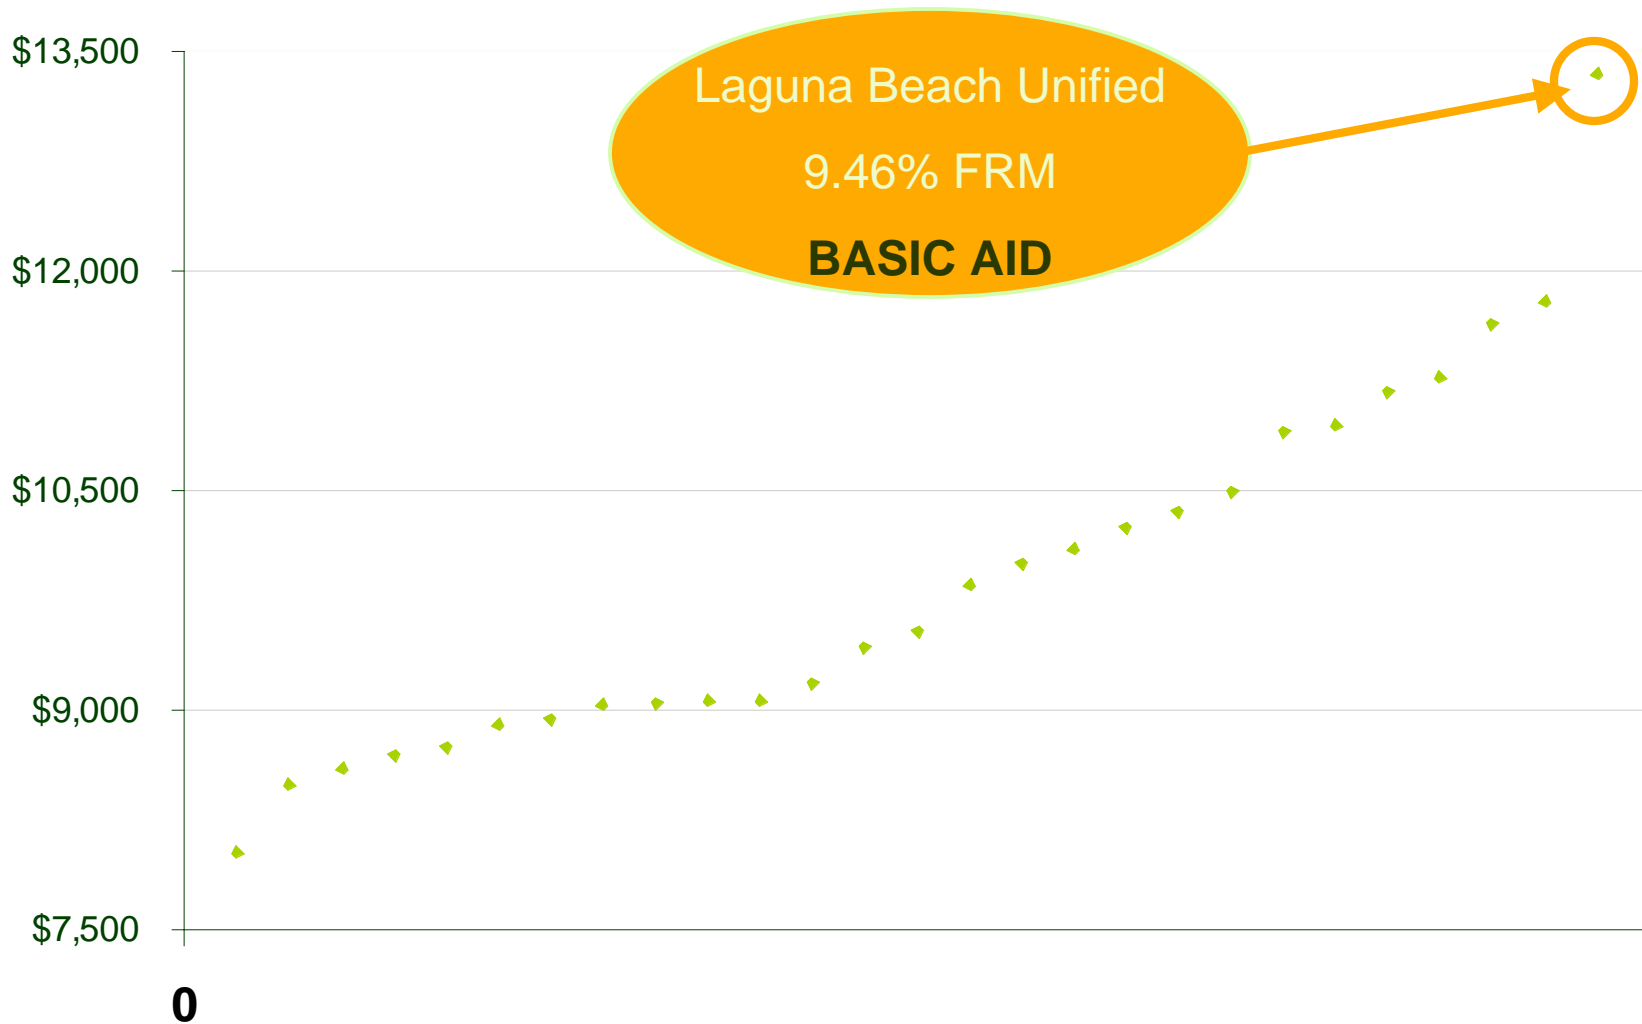 $13,500
Laguna Beach Unified
9.46% FRM
BASIC AID
$12,000
$10,500
$9,000
$7,500
0